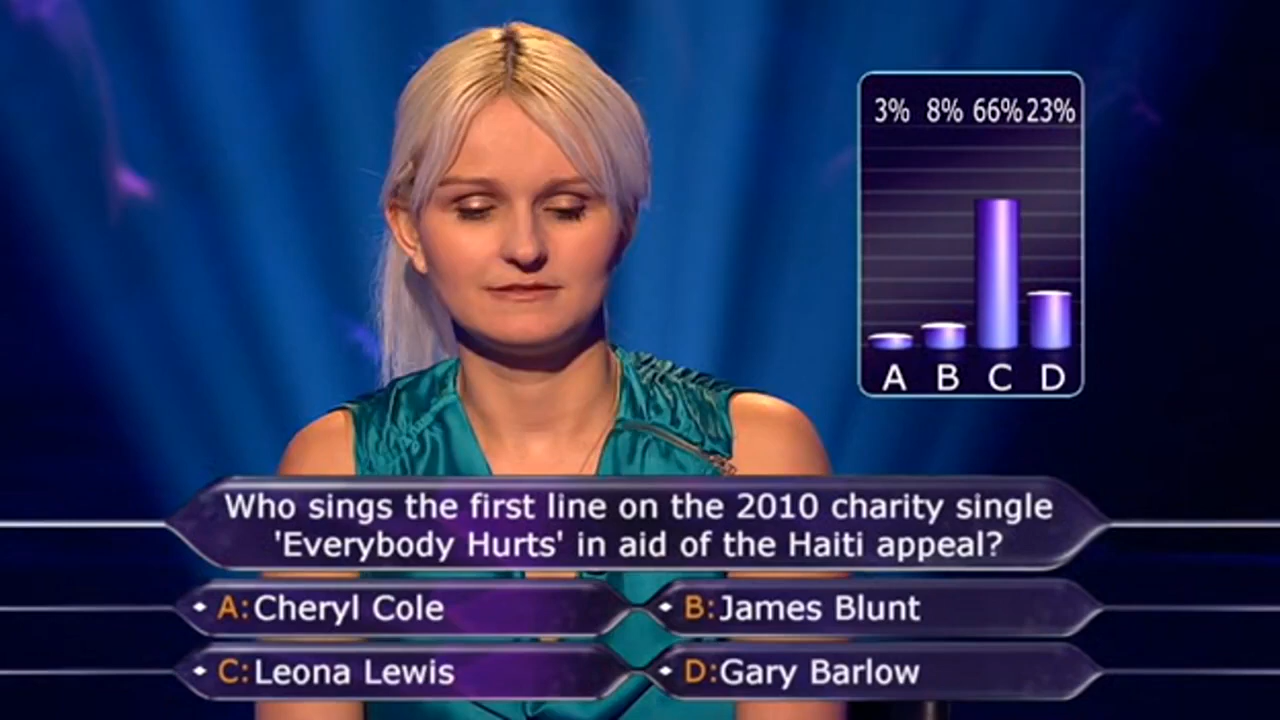 3% 8% 66% 23%
A B C D
Who sings the first line on the 2010 charity single
'Everybody Hurts' in aid of the Haiti appeal?
A: Cheryl Cole
B: James Blunt
C: Leona Lewis
D: Gary Barlow